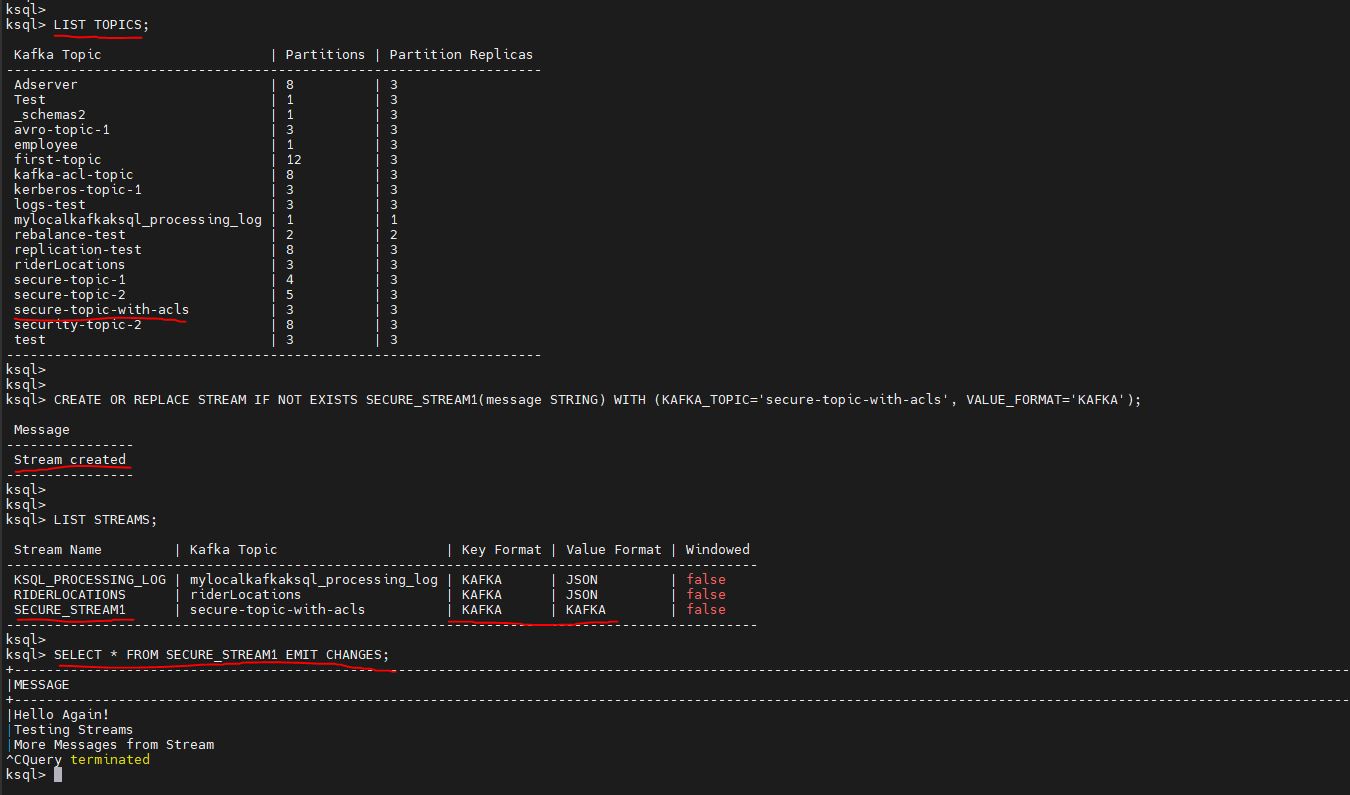 ksql>
ksql> LIST TOPICS;
 Kafka Topic                     | Partitions | Partition Replicas
-------------------------------------------------------------------
 Adserver                        | 8          | 3
 Test                            | 1          | 3
 _schemas2                       | 1          | 3
 avro-topic-1                    | 3          | 3
 employee                        | 1          | 3
 first-topic                     | 12         | 3
 kafka-acl-topic                 | 8          | 3
 kerberos-topic-1                | 3          | 3
 logs-test                       | 3          | 3
 mylocalkafkaksql_processing_log | 1          | 1
 rebalance-test                  | 2          | 2
 replication-test                | 8          | 3
 riderLocations                  | 3          | 3
 secure-topic-1                  | 4          | 3
 secure-topic-2                  | 5          | 3
 secure-topic-with-acls          | 3          | 3
 security-topic-2                | 8          | 3
 test                            | 3          | 3
-------------------------------------------------------------------
ksql>
ksql>
ksql> CREATE OR REPLACE STREAM IF NOT EXISTS SECURE_STREAM1(message STRING) WITH (KAFKA_TOPIC='secure-topic-with-acls', VALUE_FORMAT='KAFKA');
 Message
----------------
 Stream created
----------------
ksql>
ksql>
ksql> LIST STREAMS;
 Stream Name         | Kafka Topic                     | Key Format | Value Format | Windowed
----------------------------------------------------------------------------------------------
 KSQL_PROCESSING_LOG | mylocalkafkaksql_processing_log | KAFKA      | JSON         | false
 RIDERLOCATIONS      | riderLocations                  | KAFKA      | JSON         | false
 SECURE_STREAM1      | secure-topic-with-acls          | KAFKA      | KAFKA        | false
----------------------------------------------------------------------------------------------
ksql>
ksql> SELECT * FROM SECURE_STREAM1 EMIT CHANGES;
+-----------------------------------------------------------------------
|MESSAGE
+-----------------------------------------------------------------------
|Hello Again!
|Testing Streams
|More Messages from Stream
^CQuery terminated
ksql>